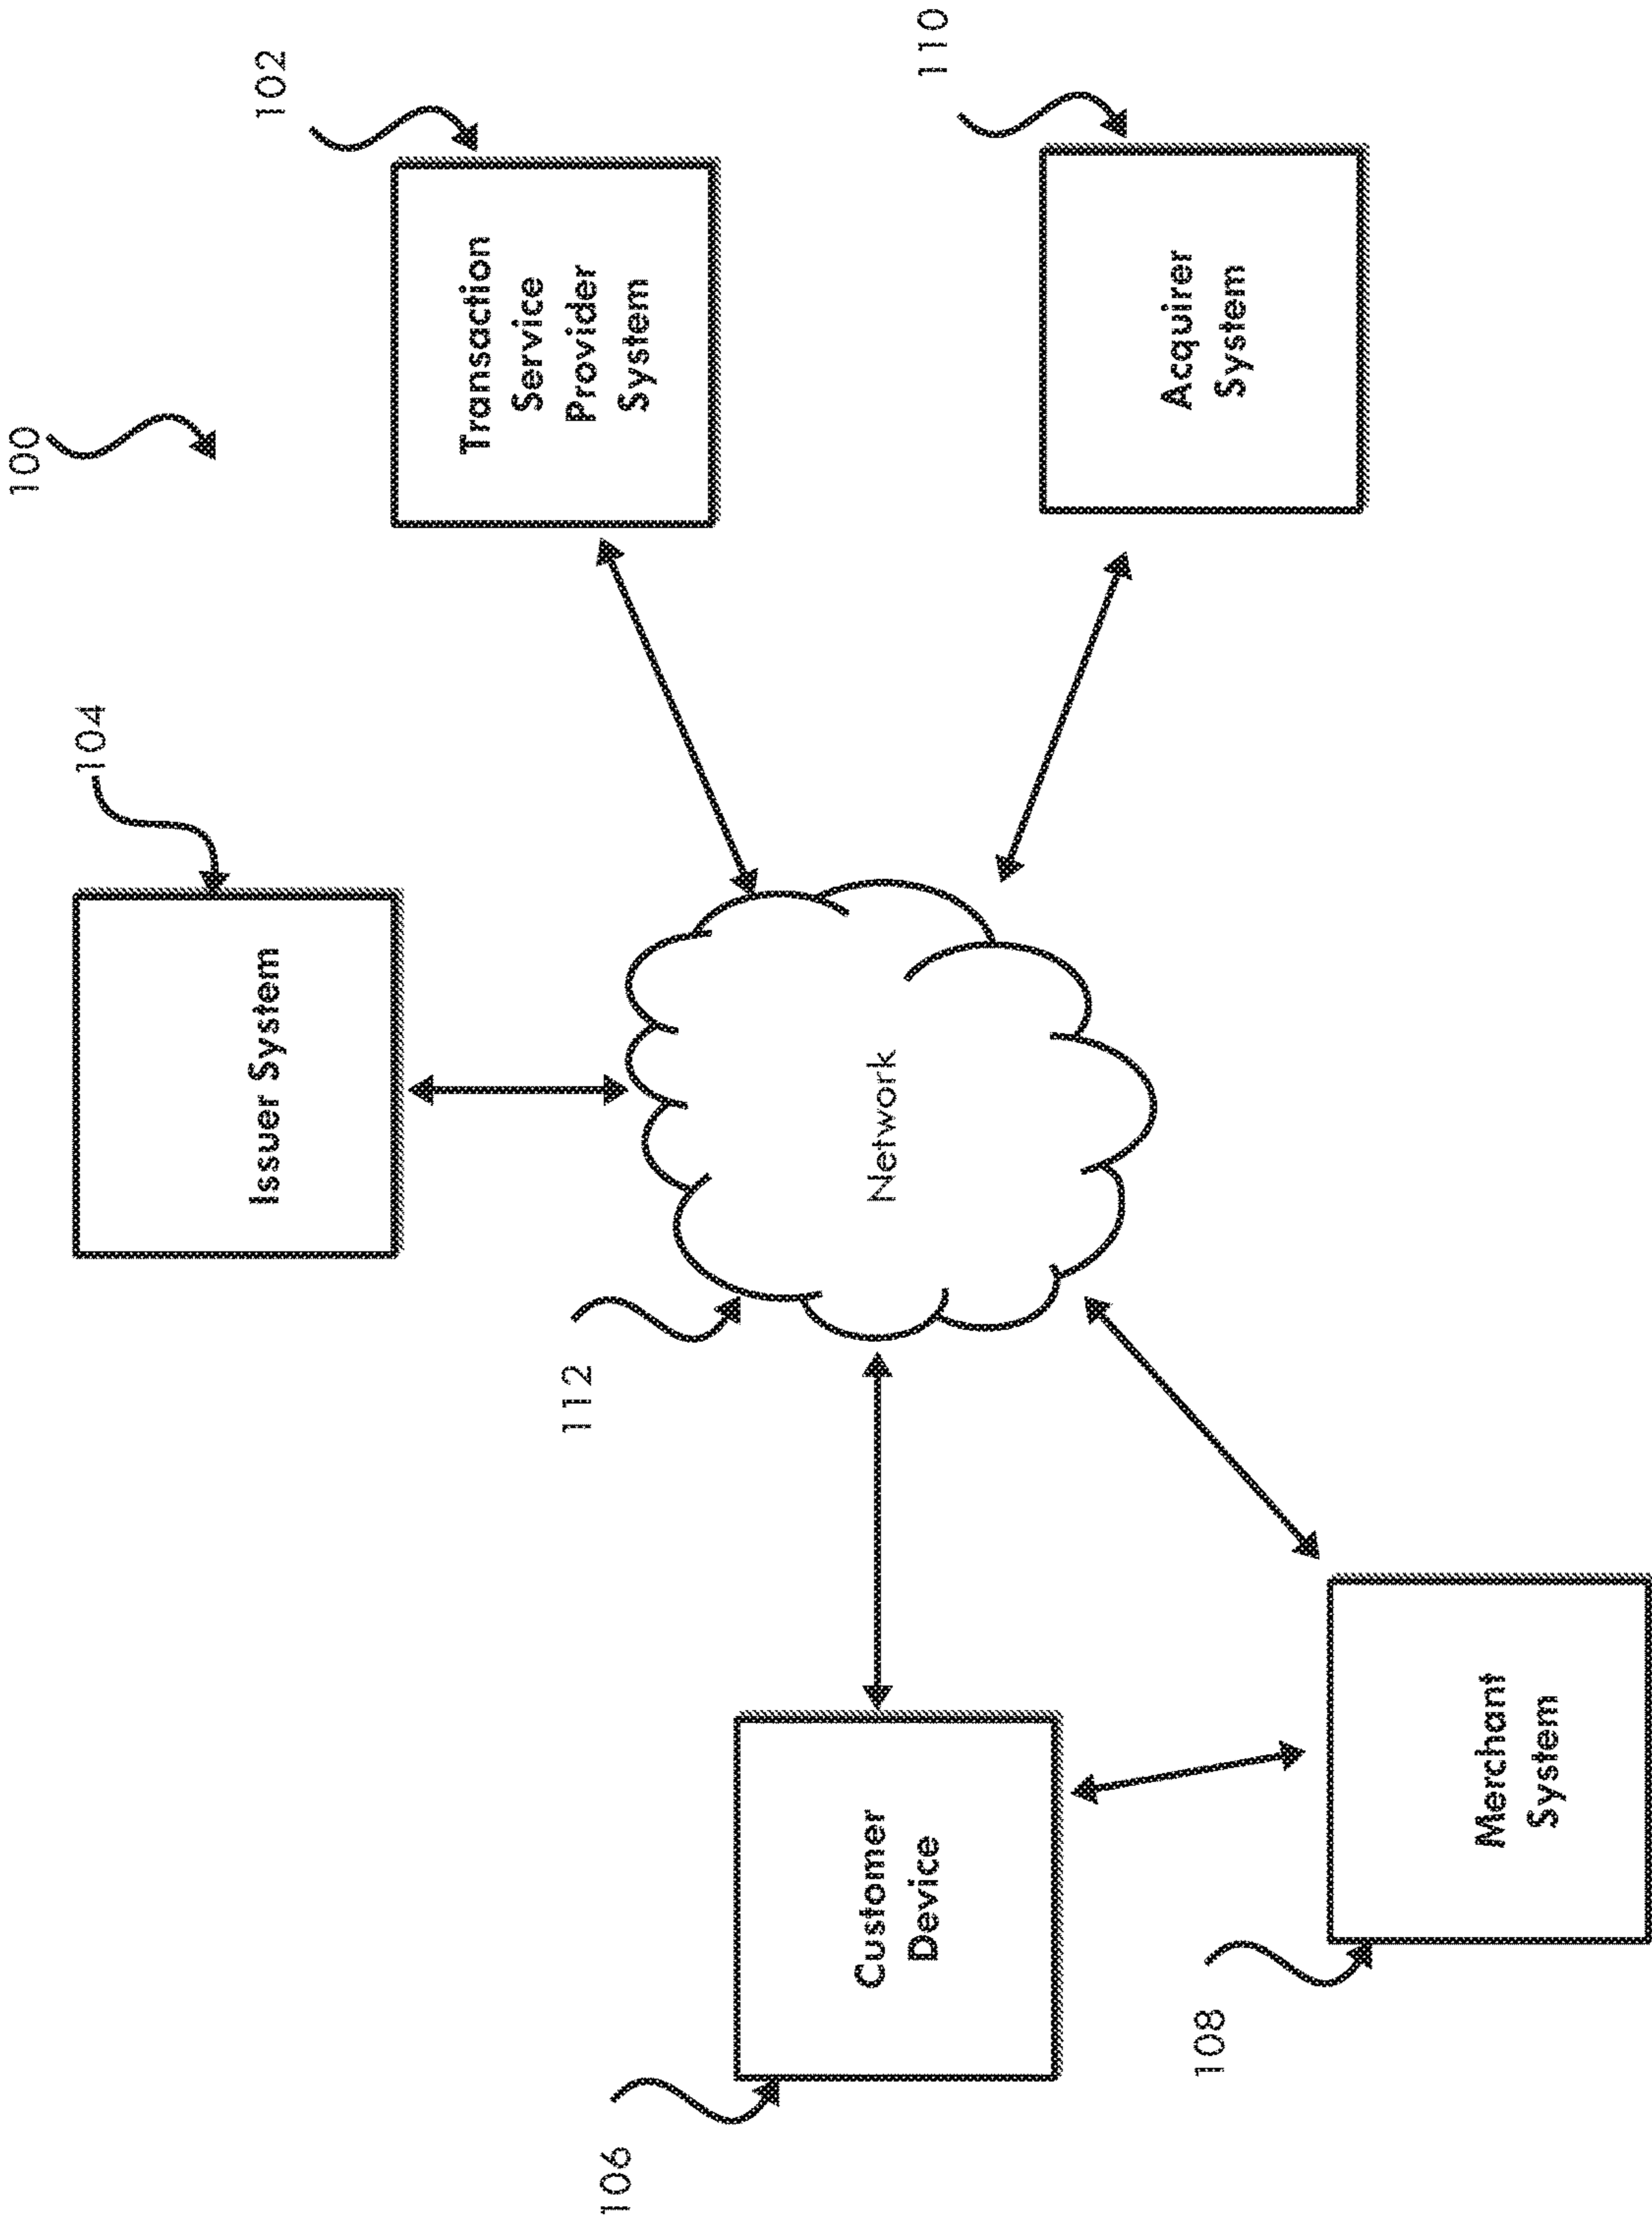 100
104
Issuer System
102
Transaction
Service
Provider
System
112
Network
106
Customer
Device
110
Acquirer
System
108
Merchant
System